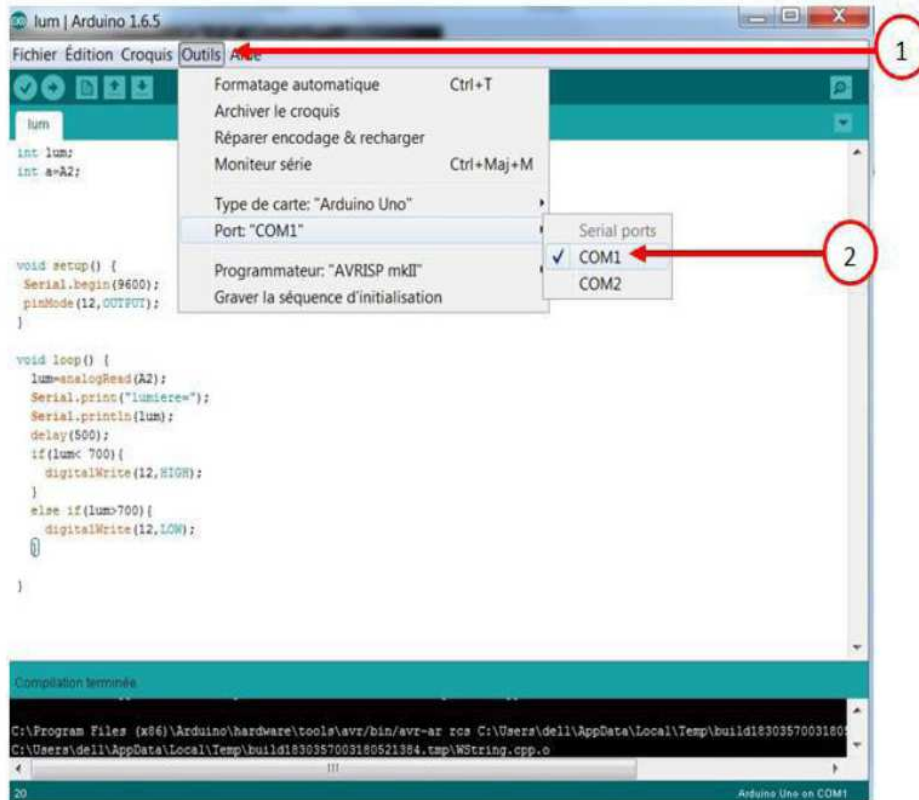 lum | Arduino 1.6.5
Fichier Édition Croquis Outils
1
Formatage automatique Ctrl+T
Archiver le croquis
Réparer encodage & recharger
Moniteur série Ctrl+Maj+M
Type de carte: "Arduino Uno"
Port: "COM1"
Programmateur: "AVRISP mkII"
Graver la séquence d'initialisation
Serial ports
COM1
COM2
2
lum
int lum;
int a=A2;
void setup() {
Serial.begin(9600);
pinMode(12,OUTPUT);
}
void loop() {
lum=analogRead(A2);
Serial.print("lumiere=");
Serial.println(lum);
delay(500);
if(lum< 700){
digitalWrite(12,HIGH);
}
else if(lum>700){
digitalWrite(12,LOW);
}
}
Compilation terminée.
C:\Program Files (x86)\Arduino\hardware\tools\avr/bin/avr-ar rcs C:\Users\dell\AppData\Local\Temp\build18303570031805
C:\Users\dell\AppData\Local\Temp\build1830357003180521384.tmp\WString.cpp.o
20
Arduino Uno on COM1